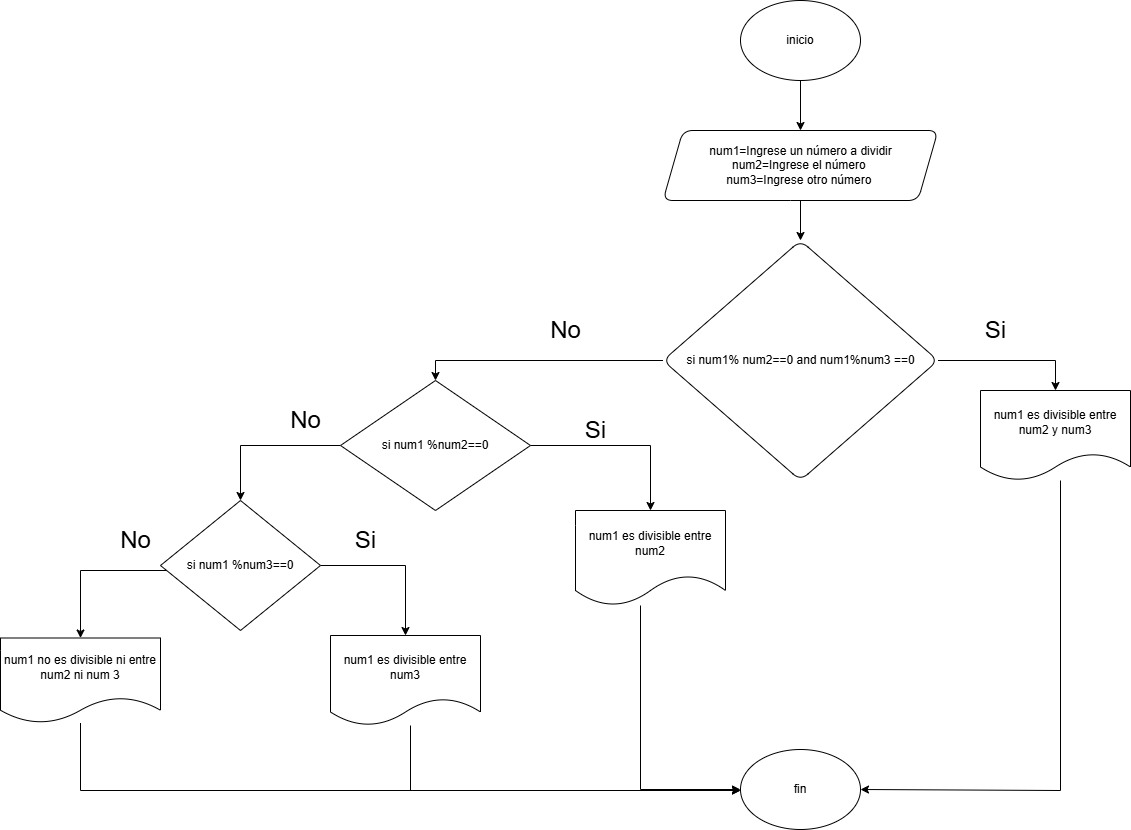 inicio
num1=Ingrese un número a dividir
num2=Ingrese el número
num3=Ingrese otro número
No
Si
si num1% num2==0 and num1%num3 ==0
num1 es divisible entre
num2 y num3
No
Si
si num1 %num2==0
num1 es divisible entre
num2
No
Si
si num1 %num3==0
num1 no es divisible ni entre
num2 ni num 3
num1 es divisible entre
num3
fin